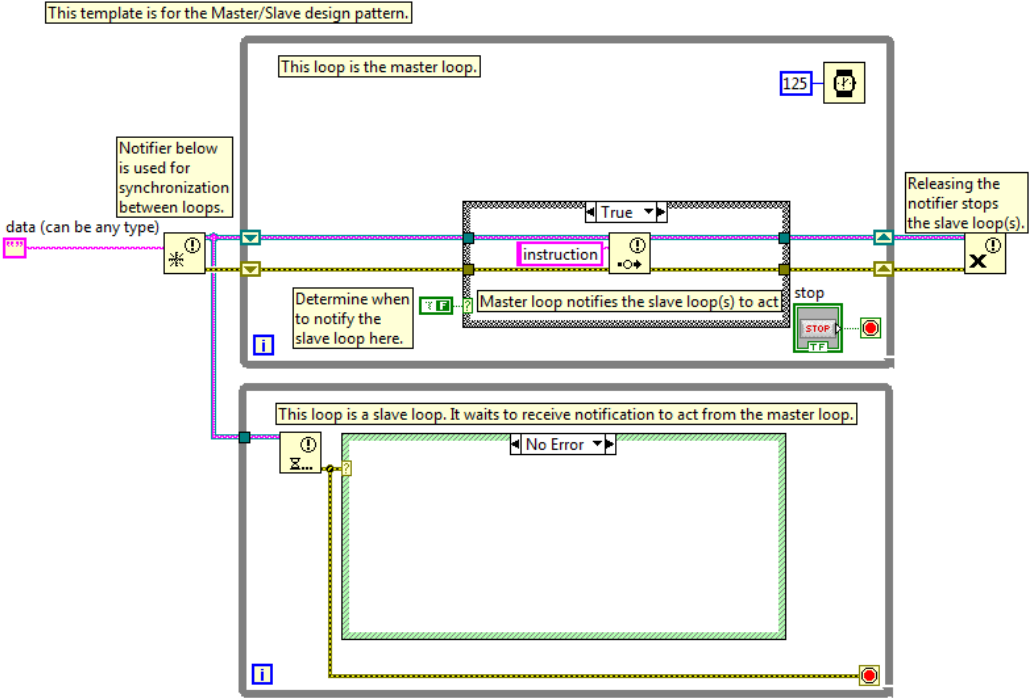 This template is for the Master/Slave design pattern.
This loop is the master loop.
125
Notifier below
is used for
synchronization
between loops.
data (can be any type)
True
instruction
Releasing the
notifier stops
the slave loop(s).
Determine when
to notify the
slave loop here.
? F
?
Master loop notifies the slave loop(s) to act
stop
STOP
TF
i
This loop is a slave loop. It waits to receive notification to act from the master loop.
No Error
?
i